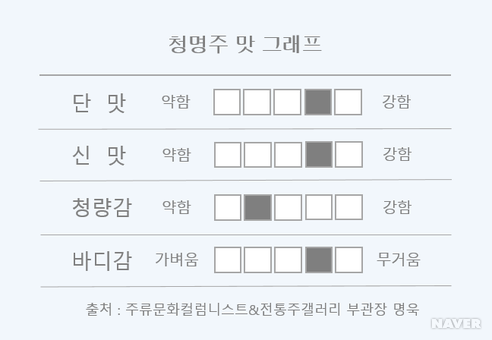 청명주 맛 그래프
단 맛 약함 강함
신 맛 약함 강함
청량감 약함 강함
바디감 가벼움 무거움
출처 : 주류문화컬럼니스트&전통주갤러리 부관장 명욱
NAVER